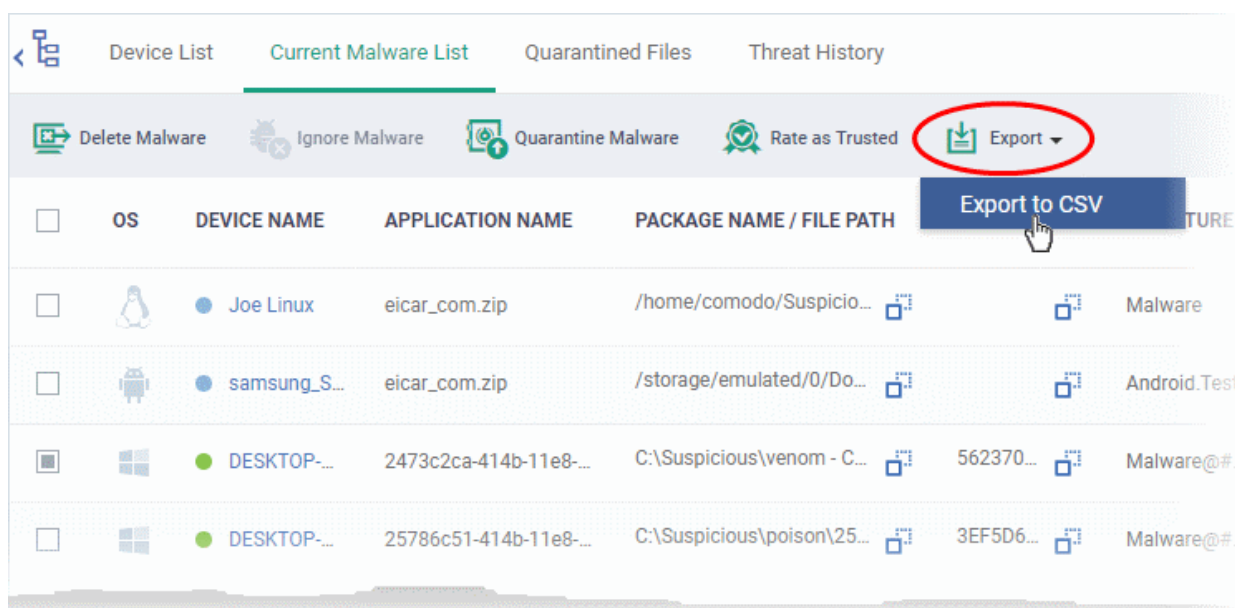 Device List Current Malware List Quarantined Files Threat History
Delete Malware Ignore Malware Quarantine Malware Rate as Trusted Export
Export to CSV
OS DEVICE NAME APPLICATION NAME PACKAGE NAME / FILE PATH TURE
Joe Linux eicar_com.zip /home/comodo/Suspicio... Malware
samsung_S... eicar_com.zip /storage/emulated/0/Do... Android.Test
DESKTOP-... 2473c2ca-414b-11e8-... C:\Suspicious\venom - C... 562370... Malware@#
DESKTOP-... 25786c51-414b-11e8-... C:\Suspicious\poison\25... 3EF5D6... Malware@#